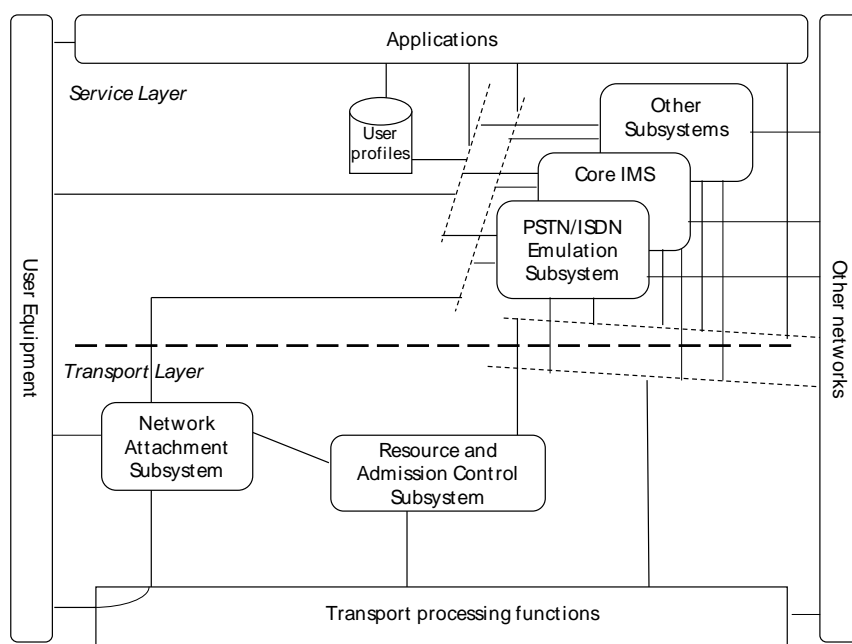 Applications
Service Layer
User
profiles
Other
Subsystems
Core IMS
PSTN/ISDN
Emulation
Subsystem
User Equipment
Other networks
Transport Layer
Network
Attachment
Subsystem
Resource and
Admission Control
Subsystem
Transport processing functions